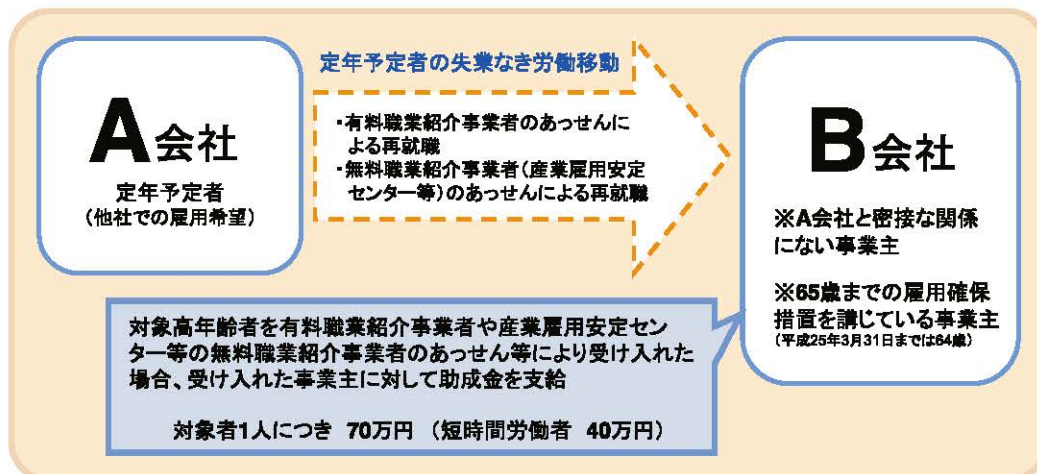 A会社
定年予定者
（他社での雇用希望）
定年予定者の失業なき労働移動
・有料職業紹介事業者のあっせんに
よる再就職
・無料職業紹介事業者（産業雇用安定
センター等）のあっせんによる再就職
B会社
※A会社と密接な関係
にない事業主
※65歳までの雇用確保
措置を講じている事業主
（平成25年3月31日までは64歳）
対象高年齢者を有料職業紹介事業者や産業雇用安定セン
ター等の無料職業紹介事業者のあっせん等により受け入れた
場合、受け入れた事業主に対して助成金を支給
対象者1人につき 70万円 （短時間労働者 40万円）